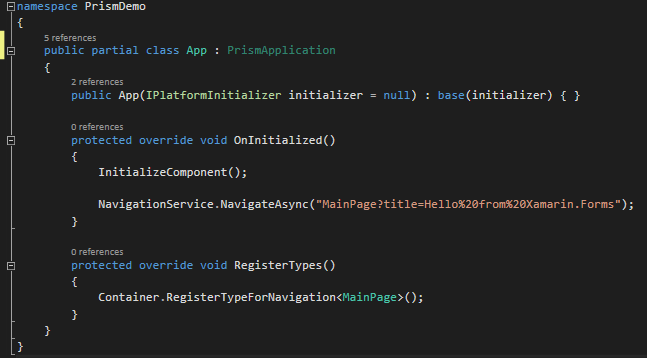 namespace PrismDemo
{
5 references
public partial class App : PrismApplication
{
2 references
public App(IPlatformInitializer initializer = null) : base(initializer) { }
0 references
protected override void OnInitialized()
{
InitializeComponent();
NavigationService.NavigateAsync("MainPage?title=Hello%20from%20Xamarin.Forms");
}
0 references
protected override void RegisterTypes()
{
Container.RegisterTypeForNavigation<MainPage>();
}
}
}